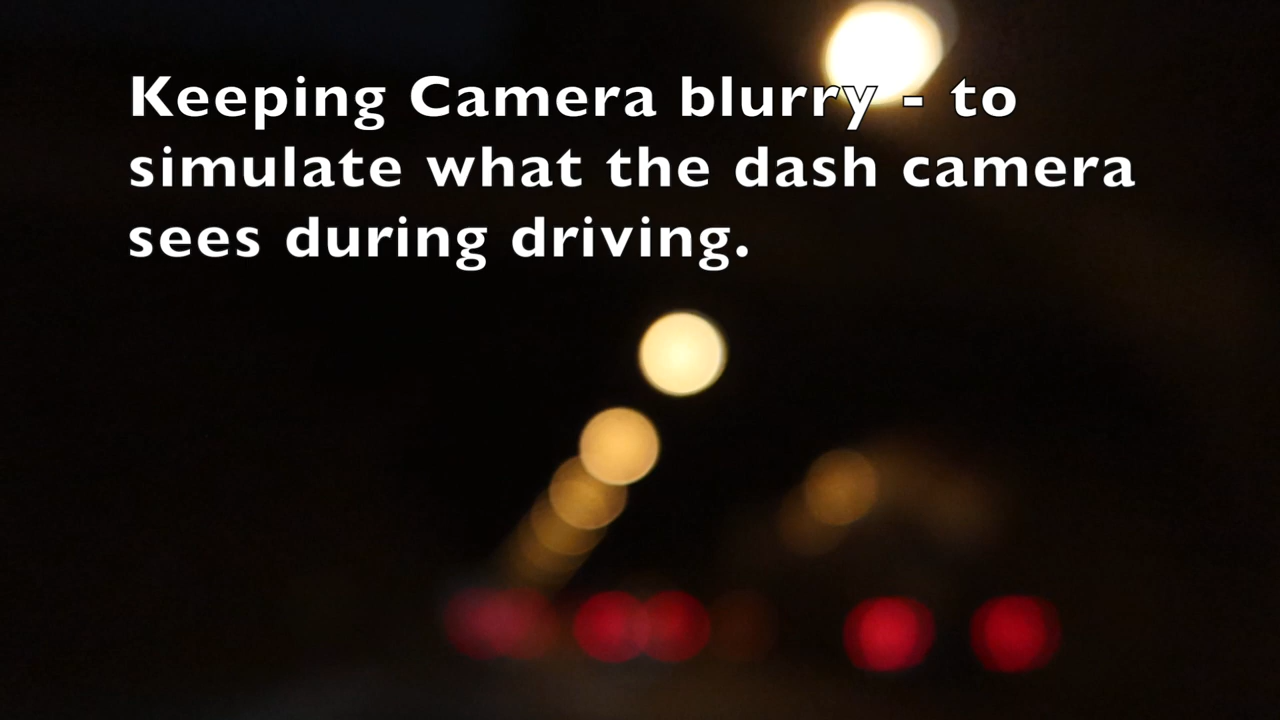 Keeping Camera blurry - to
simulate what the dash camera
sees during driving.